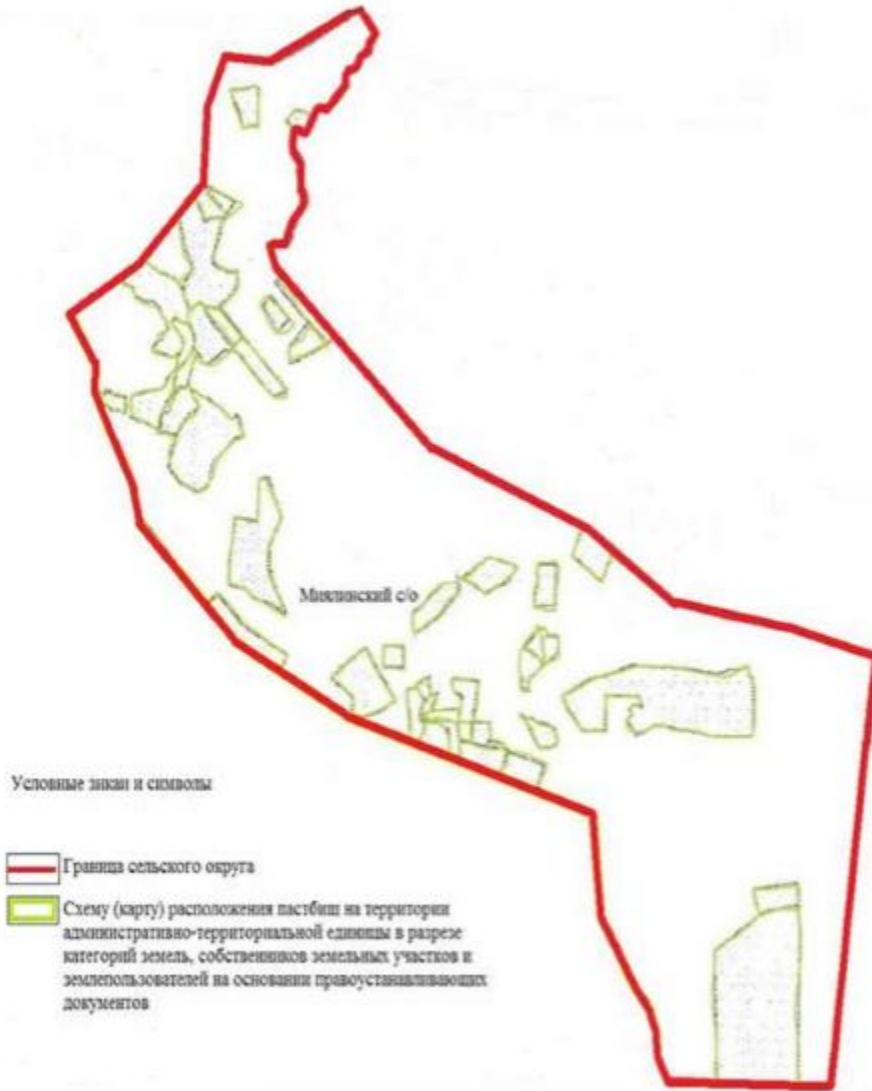 Миялинский с/о
Условные знаки и символы
Граница сельского округа
Схему (карту) расположения пастбищ на территории
административно-территориальной единицы в разрезе
категорий земель, собственников земельных участков и
землепользователей на основании правоустанавливающих
документов